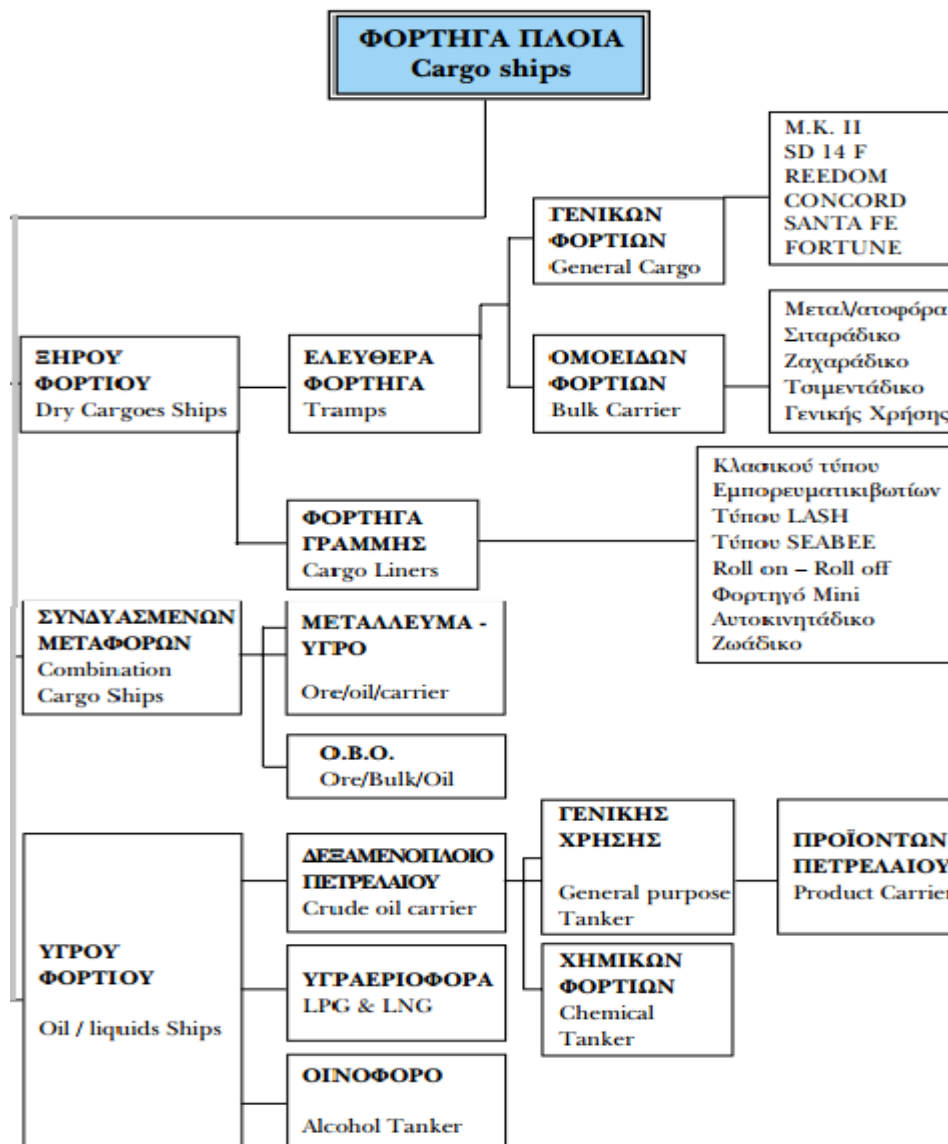 ΦΟΡΤΗΓΑ ΠΛΟΙΑ
Cargo ships
M.K. II
SD 14 F
REEDOM
CONCORD
SANTA FE
FORTUNE
ΓΕΝΙΚΩΝ
ΦΟΡΤΙΩΝ
General Cargo
ΞΗΡΟΥ
ΦΟΡΤΙΟΥ
Dry Cargoes Ships
ΕΛΕΥΘΕΡΑ
ΦΟΡΤΗΓΑ
Tramps
ΟΜΟΕΙΔΩΝ
ΦΟΡΤΙΩΝ
Bulk Carrier
Μεταλ/ατοφόρα
Σιταράδικο
Ζαχαράδικο
Τσιμεντάδικο
Γενικής Χρήσης
ΦΟΡΤΗΓΑ
ΓΡΑΜΜΗΣ
Cargo Liners
Κλασικού τύπου
Εμπορευματικιβωτίων
Τύπου LASH
Τύπου SEABEE
Roll on – Roll off
Φορτηγό Mini
Αυτοκινητάδικο
Ζωάδικο
ΣΥΝΔΥΑΣΜΕΝΩΝ
ΜΕΤΑΦΟΡΩΝ
Combination
Cargo Ships
ΜΕΤΑΛΛΕΥΜΑ -
ΥΓΡΟ
Ore/oil/carrier
O.B.O.
Ore/Bulk/Oil
ΥΓΡΟΥ
ΦΟΡΤΙΟΥ
Oil / liquids Ships
ΔΕΞΑΜΕΝΟΠΛΟΙΟ
ΠΕΤΡΕΛΑΙΟΥ
Crude oil carrier
ΓΕΝΙΚΗΣ
ΧΡΗΣΗΣ
General purpose
Tanker
ΠΡΟΪΟΝΤΩΝ
ΠΕΤΡΕΛΑΙΟΥ
Product Carrier
ΥΓΡΑΕΡΙΟΦΟΡΑ
LPG & LNG
ΧΗΜΙΚΩΝ
ΦΟΡΤΙΩΝ
Chemical
Tanker
ΟΙΝΟΦΟΡΟ
Alcohol Tanker